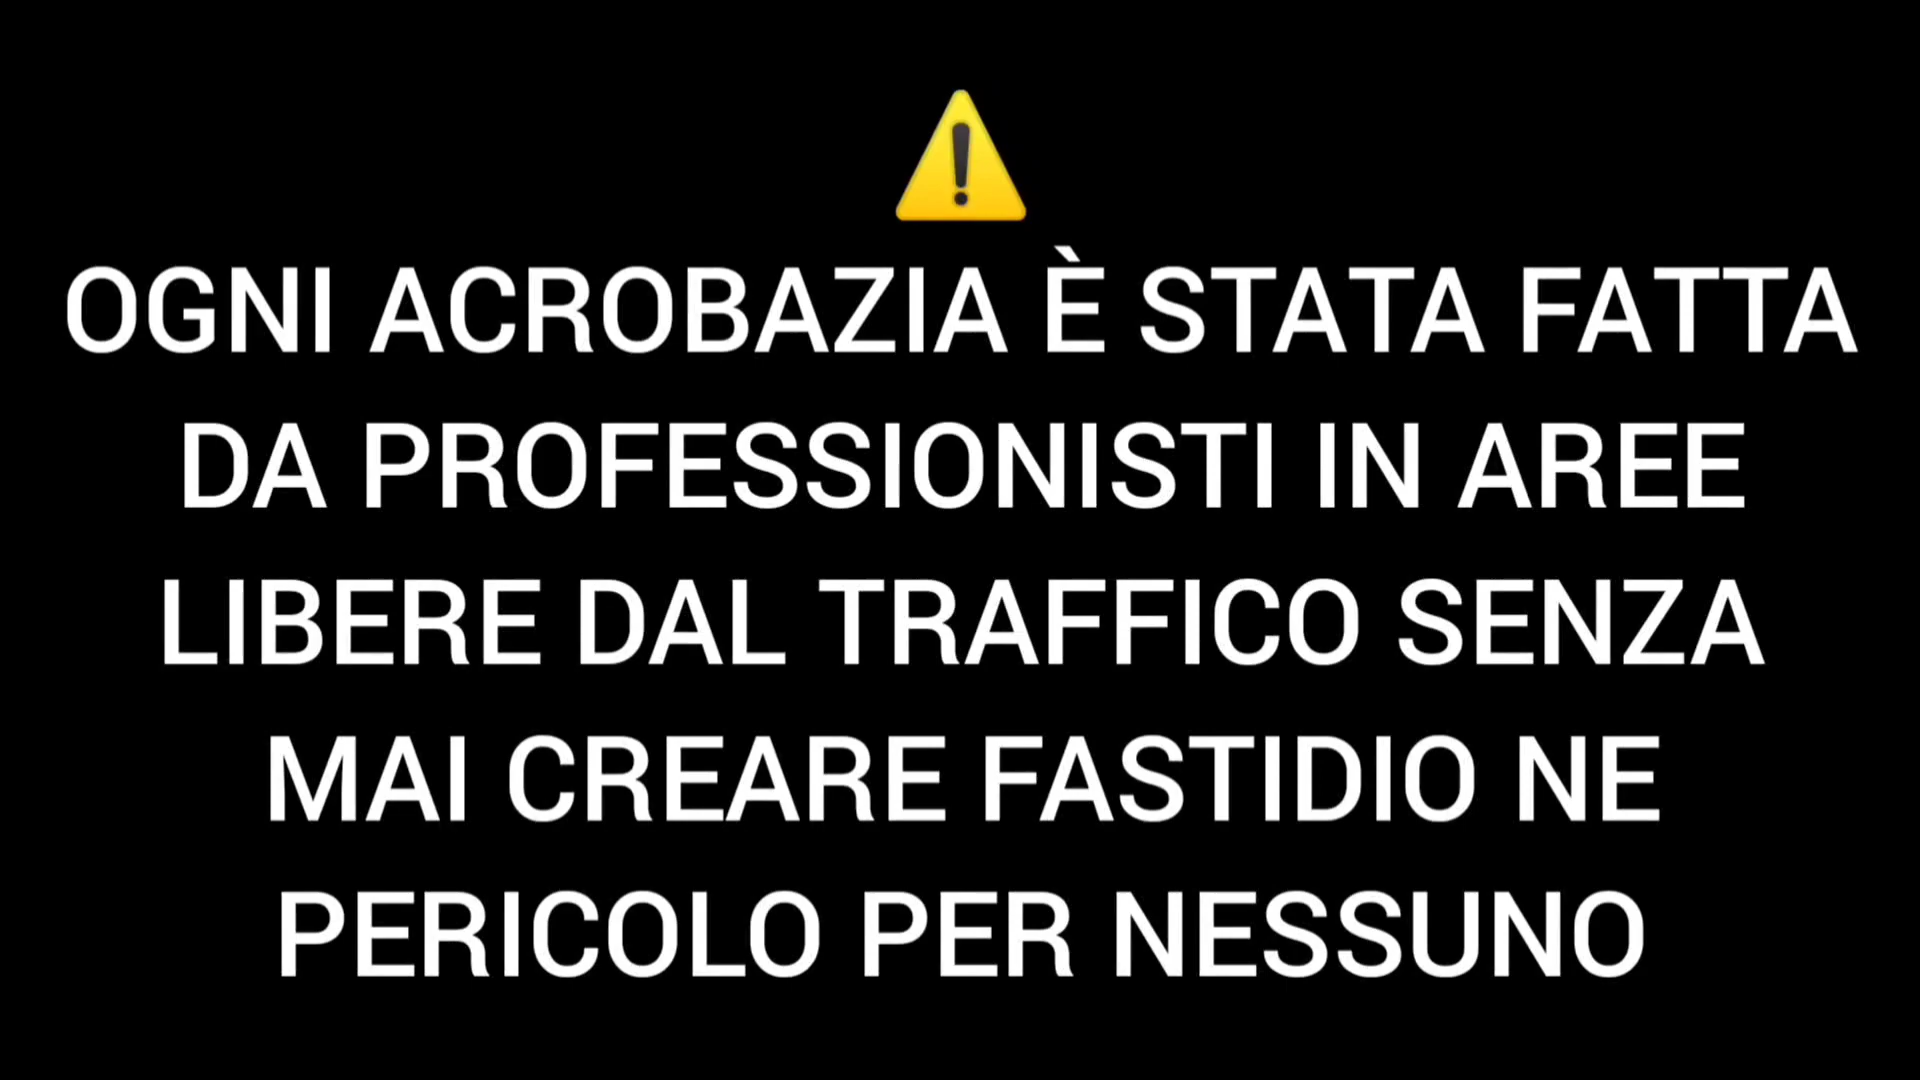 OGNI ACROBAZIA È STATA FATTA
DA PROFESSIONISTI IN AREE
LIBERE DAL TRAFFICO SENZA
MAI CREARE FASTIDIO NE
PERICOLO PER NESSUNO